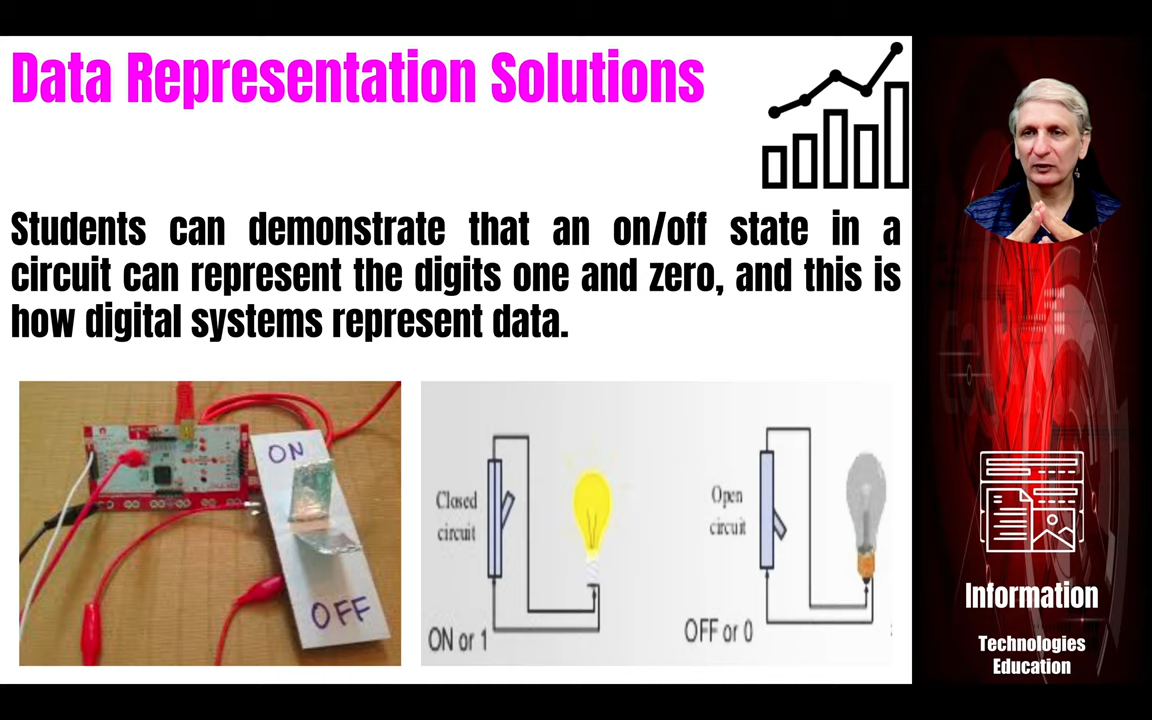 Data Representation Solutions
Students can demonstrate that an on/off state in a
circuit can represent the digits one and zero, and this is
how digital systems represent data.
ON
OFF
Closed
circuit
ON or 1
Open
circuit
OFF or 0
Information
Technologies
Education